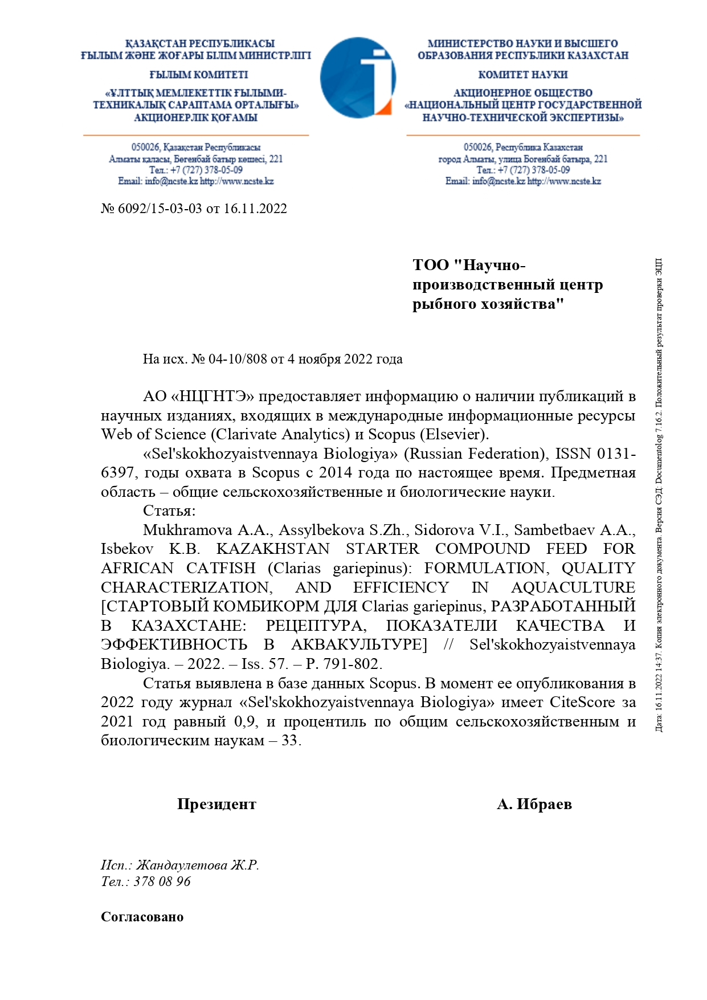 ҚАЗАҚСТАН РЕСПУБЛИКАСЫ
ҒЫЛЫМ ЖӘНЕ ЖОҒАРЫ БІЛІМ МИНИСТРЛІГІ
ҒЫЛЫМ КОМИТЕТІ
«ҰЛТТЫҚ МЕМЛЕКЕТТІК ҒЫЛЫМИ-
ТЕХНИКАЛЫҚ САРАПТАМА ОРТАЛЫҒЫ»
АКЦИОНЕРЛІК ҚОҒАМЫ
050026, Қазақстан Республикасы
Алматы қаласы, Бөгенбай батыр көшесі, 221
Тел.: +7 (727) 378-05-09
Email: info@ncste.kz http://www.ncste.kz
МИНИСТЕРСТВО НАУКИ И ВЫСШЕГО
ОБРАЗОВАНИЯ РЕСПУБЛИКИ КАЗАХСТАН
КОМИТЕТ НАУКИ
АКЦИОНЕРНОЕ ОБЩЕСТВО
«НАЦИОНАЛЬНЫЙ ЦЕНТР ГОСУДАРСТВЕННОЙ
НАУЧНО-ТЕХНИЧЕСКОЙ ЭКСПЕРТИЗЫ»
050026, Республика Казахстан
город Алматы, улица Богенбай батыра, 221
Тел.: +7 (727) 378-05-09
Email: info@ncste.kz http://www.ncste.kz
№ 6092/15-03-03 от 16.11.2022
ТОО "Научно-
производственный центр
рыбного хозяйства"
На исх. № 04-10/808 от 4 ноября 2022 года
АО «НЦГНТЭ» предоставляет информацию о наличии публикаций в
научных изданиях, входящих в международные информационные ресурсы
Web of Science (Clarivate Analytics) и Scopus (Elsevier).
«Sel'skokhozyaistvennaya Biologiya» (Russian Federation), ISSN 0131-
6397, годы охвата в Scopus с 2014 года по настоящее время. Предметная
область – общие сельскохозяйственные и биологические науки.
Статья:
Mukhramova A.A., Assylbekova S.Zh., Sidorova V.I., Sambetbaev A.A.,
Isbekov K.B. KAZAKHSTAN STARTER COMPOUND FEED FOR
AFRICAN CATFISH (Clarias gariepinus): FORMULATION, QUALITY
CHARACTERIZATION, AND EFFICIENCY IN AQUACULTURE
[СТАРТОВЫЙ КОМБИКОРМ ДЛЯ Clarias gariepinus, РАЗРАБОТАННЫЙ
В КАЗАХСТАНЕ: РЕЦЕПТУРА, ПОКАЗАТЕЛИ КАЧЕСТВА И
ЭФФЕКТИВНОСТЬ В АКВАКУЛЬТУРЕ] // Sel'skokhozyaistvennaya
Biologiya. – 2022. – Iss. 57. – P. 791-802.
Статья выявлена в базе данных Scopus. В момент ее опубликования в
2022 году журнал «Sel'skokhozyaistvennaya Biologiya» имеет CiteScore за
2021 год равный 0,9, и процентиль по общим сельскохозяйственным и
биологическим наукам – 33.
Президент А. Ибраев
Исп.: Жандаулетова Ж.Р.
Тел.: 378 08 96
Согласовано
Дата: 16.11.2022 14:37. Копия электронного документа. Версия СЭД: Documentolog 7.16.2. Положительный результат проверки ЭЦП